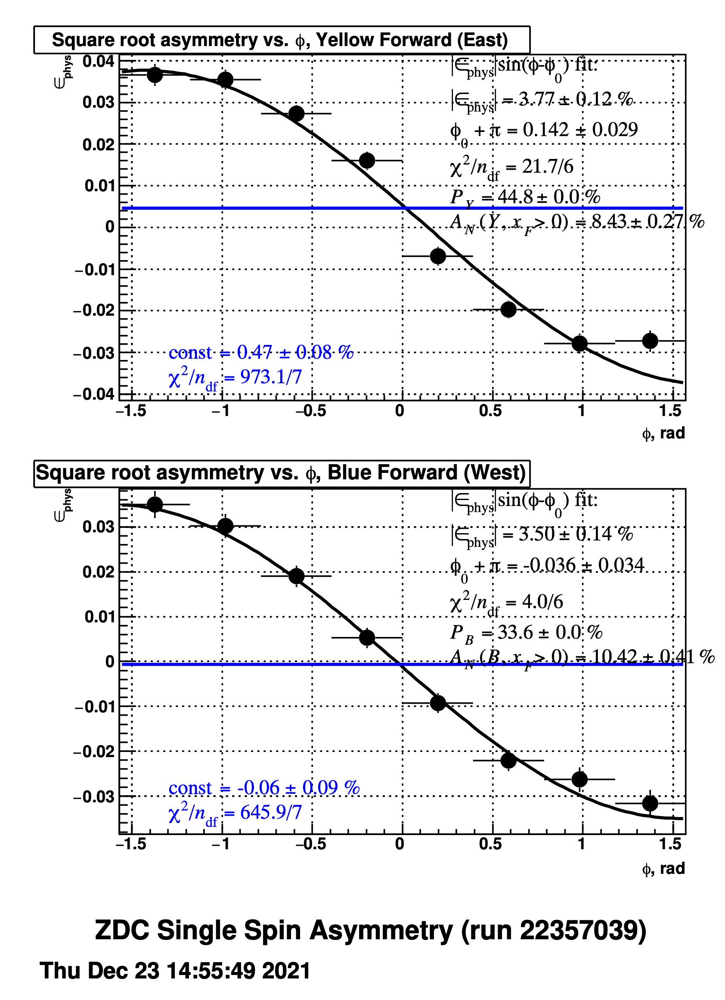 Square root asymmetry vs. ϕ, Yellow Forward (East)
∈phys
0.04
0.03
0.02
0.01
0
−0.01
−0.02
−0.03
−0.04
|∈phys|sin(ϕ-ϕ0) fit:
|∈phys| = 3.77 ± 0.12 %
ϕ0 + π = 0.142 ± 0.029
χ2/ndf = 21.7/6
PY = 44.8 ± 0.0 %
AN (Y, xF > 0) = 8.43 ± 0.27 %
const = 0.47 ± 0.08 %
χ2/ndf = 973.1/7
−1.5 −1 −0.5 0 0.5 1 1.5
ϕ, rad
Square root asymmetry vs. ϕ, Blue Forward (West)
∈phys
0.03
0.02
0.01
0
−0.01
−0.02
−0.03
|∈phys|sin(ϕ-ϕ0) fit:
|∈phys| = 3.50 ± 0.14 %
ϕ0 + π = -0.036 ± 0.034
χ2/ndf = 4.0/6
PB = 33.6 ± 0.0 %
AN (B, xF > 0) = 10.42 ± 0.41 %
const = -0.06 ± 0.09 %
χ2/ndf = 645.9/7
−1.5 −1 −0.5 0 0.5 1 1.5
ϕ, rad
ZDC Single Spin Asymmetry (run 22357039)
Thu Dec 23 14:55:49 2021